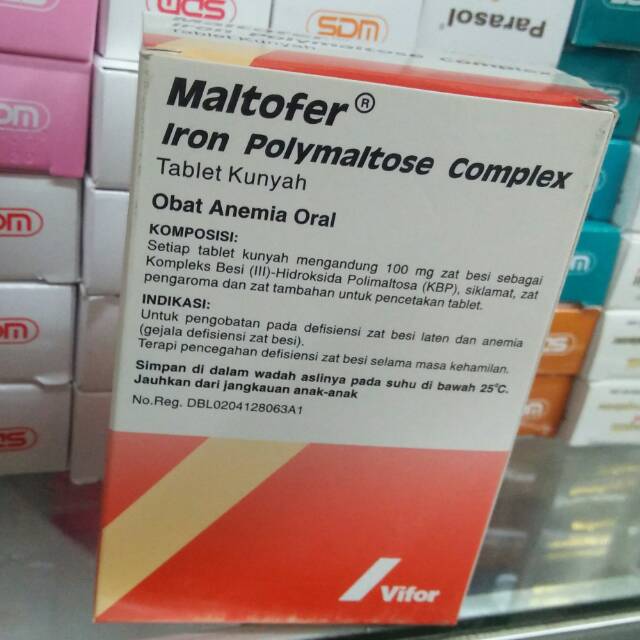 SDM
Parasol
Tablet Kunyah
Maltofer®
Iron Polymaltose Complex
Tablet Kunyah
Obat Anemia Oral
KOMPOSISI:
Setiap tablet kunyah mengandung 100 mg zat besi sebagai
Kompleks Besi (III)-Hidroksida Polimaltosa (KBP), siklamat, zat
pengaroma dan zat tambahan untuk pencetakan tablet.
INDIKASI:
Untuk pengobatan pada defisiensi zat besi laten dan anemia
(gejala defisiensi zat besi).
Terapi pencegahan defisiensi zat besi selama masa kehamilan.
Simpan di dalam wadah aslinya pada suhu di bawah 25°C.
Jauhkan dari jangkauan anak-anak
No.Reg. DBL0204128063A1
Vifor